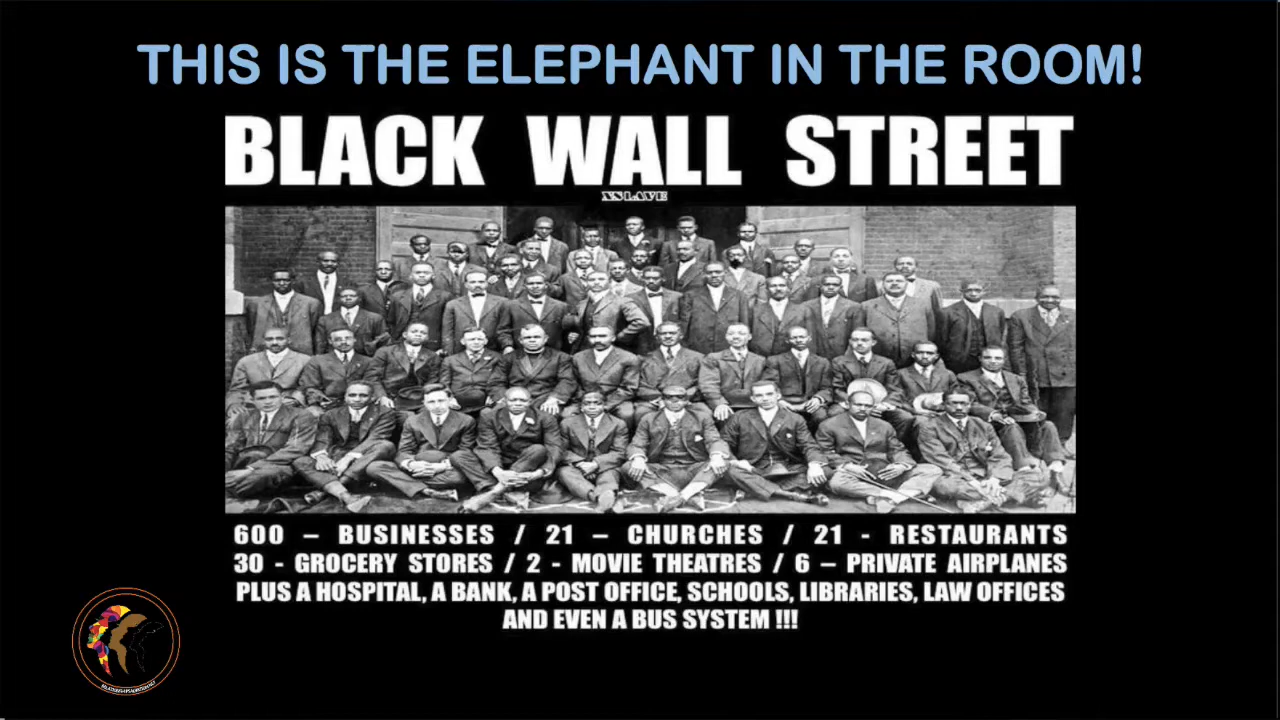 THIS IS THE ELEPHANT IN THE ROOM!
BLACK WALL STREET
XSLAVE
600 – BUSINESSES / 21 – CHURCHES / 21 - RESTAURANTS
30 - GROCERY STORES / 2 - MOVIE THEATRES / 6 – PRIVATE AIRPLANES
PLUS A HOSPITAL, A BANK, A POST OFFICE, SCHOOLS, LIBRARIES, LAW OFFICES
AND EVEN A BUS SYSTEM !!!